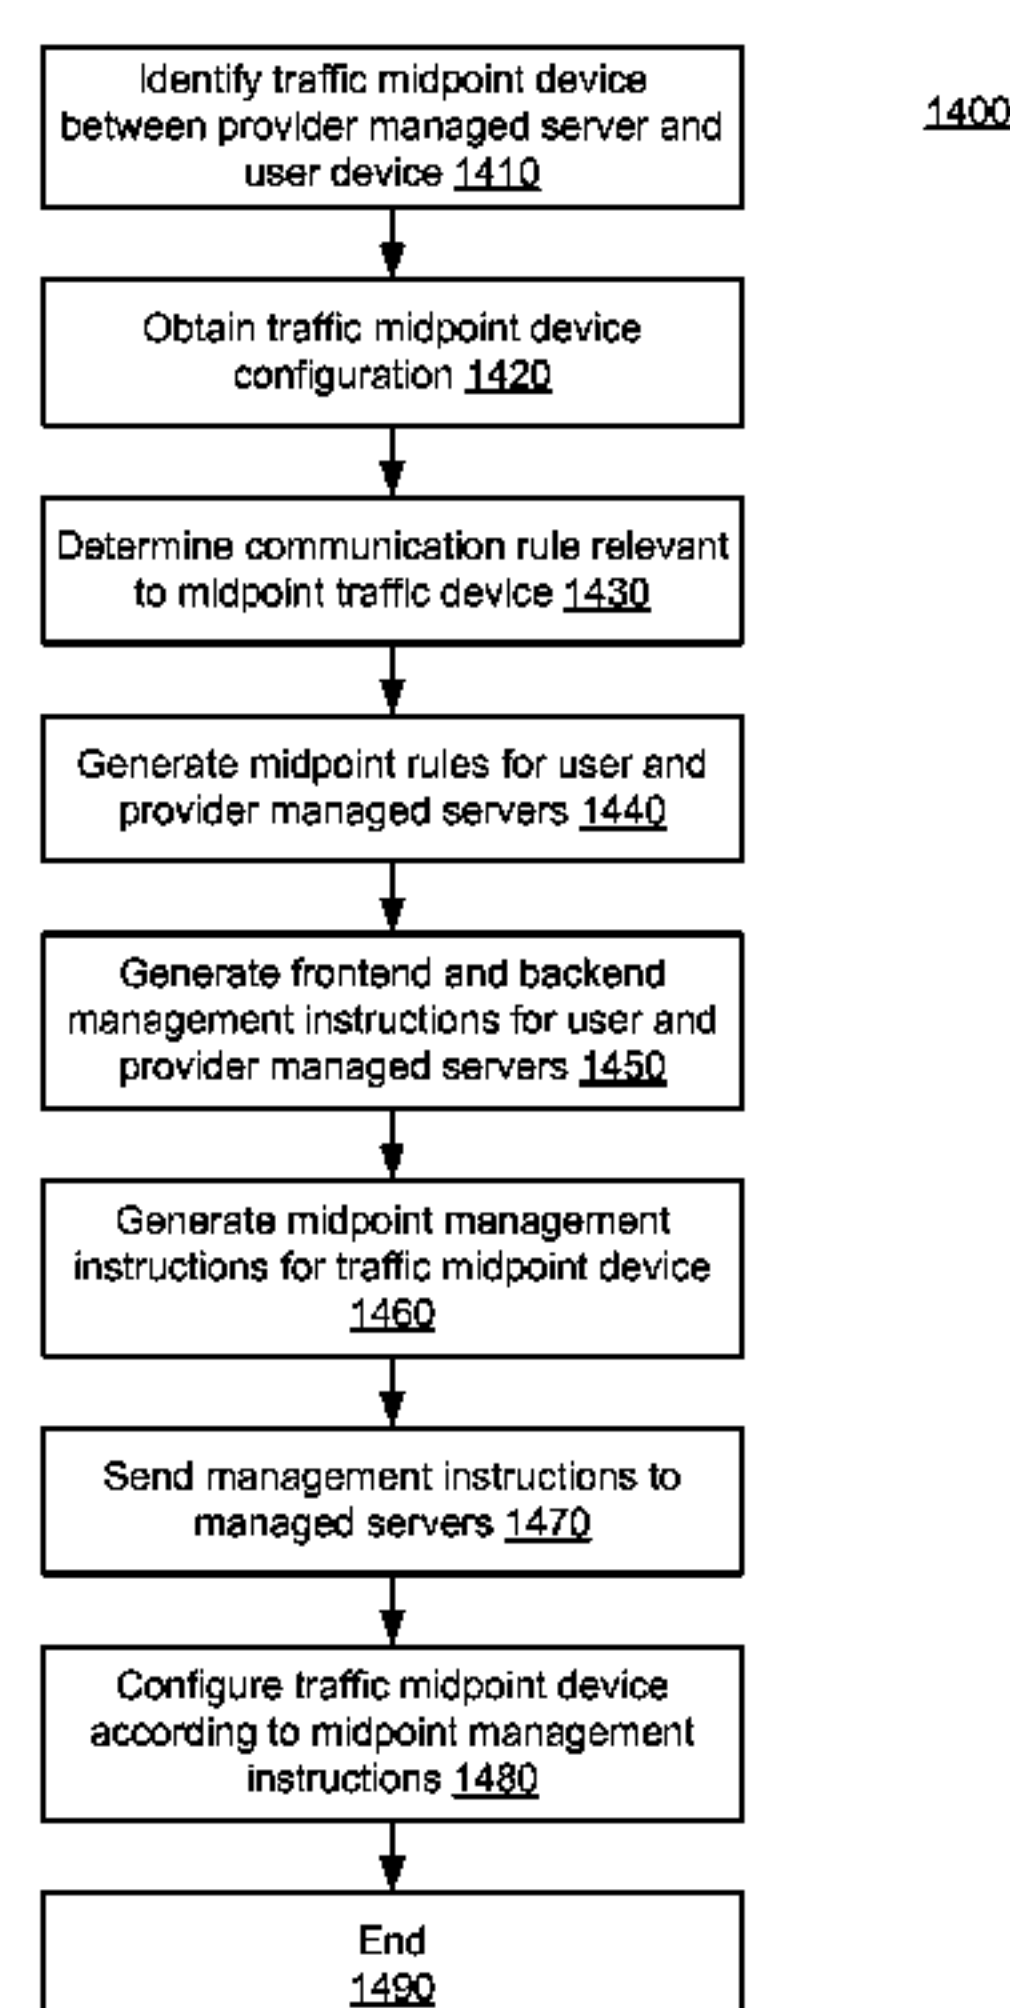 Identify traffic midpoint device
between provider managed server and
user device 1410
1400
Obtain traffic midpoint device
configuration 1420
Determine communication rule relevant
to midpoint traffic device 1430
Generate midpoint rules for user and
provider managed servers 1440
Generate frontend and backend
management instructions for user and
provider managed servers 1450
Generate midpoint management
instructions for traffic midpoint device
1460
Send management instructions to
managed servers 1470
Configure traffic midpoint device
according to midpoint management
instructions 1480
End
1490